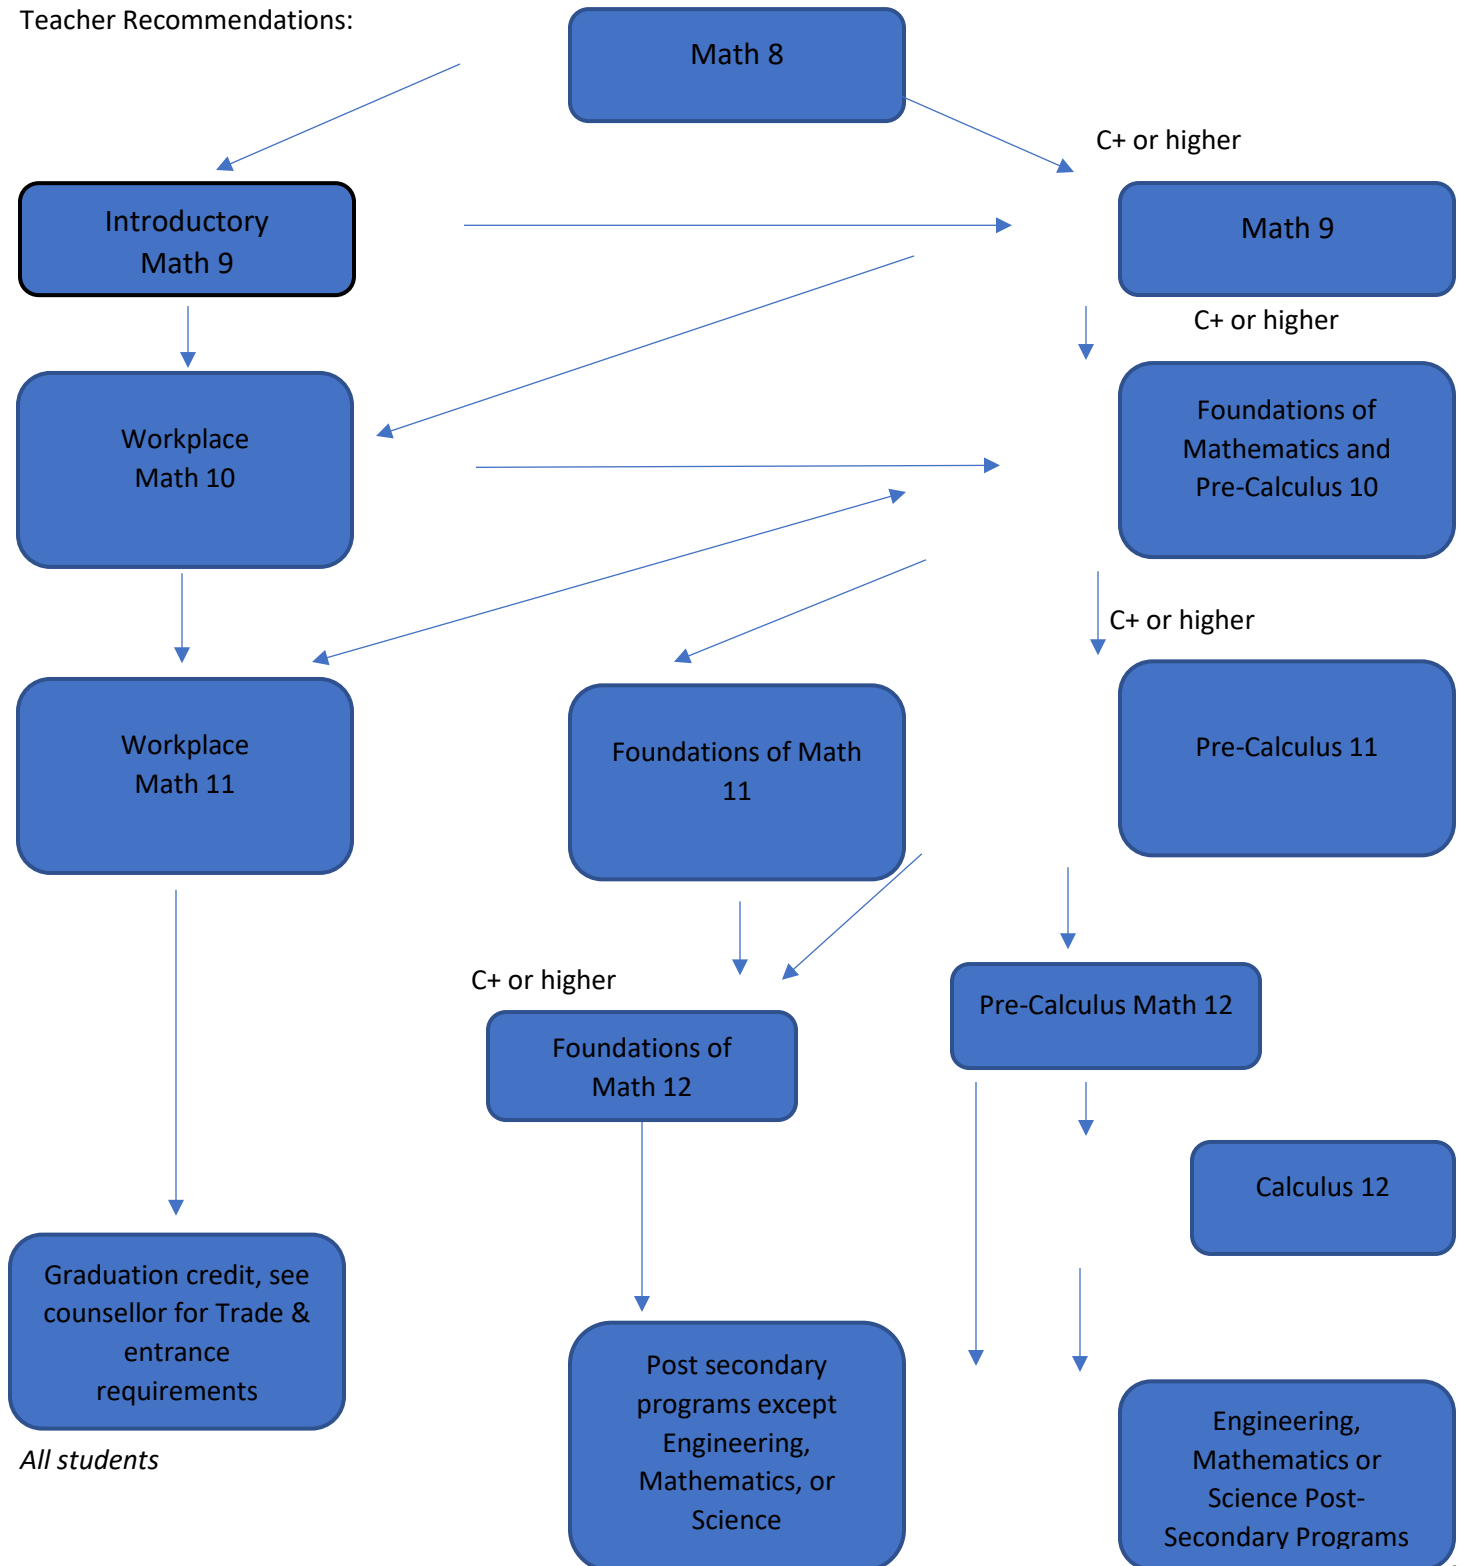 Teacher Recommendations:
Math 8
C+ or higher
Introductory
Math 9
Math 9
C+ or higher
Workplace
Math 10
Foundations of
Mathematics and
Pre-Calculus 10
C+ or higher
Workplace
Math 11
Foundations of Math
11
Pre-Calculus 11
C+ or higher
Foundations of
Math 12
Pre-Calculus Math 12
Calculus 12
Graduation credit, see
counsellor for Trade &
entrance
requirements
All students
Post secondary
programs except
Engineering,
Mathematics, or
Science
Engineering,
Mathematics or
Science Post-
Secondary Programs